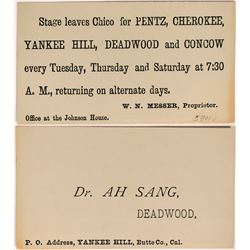 Stage leaves Chico for PENTZ, CHEROKEE,
YANKEE HILL, DEADWOOD and CONCOW
every Tuesday, Thursday and Saturday at 7:30
A. M., returning on alternate days.
W. N. MESSER, Proprietor.
Office at the Johnson House.
Dr. AH SANG,
DEADWOOD,
P. O. Address, YANKEE HILL, Butte Co., Cal.